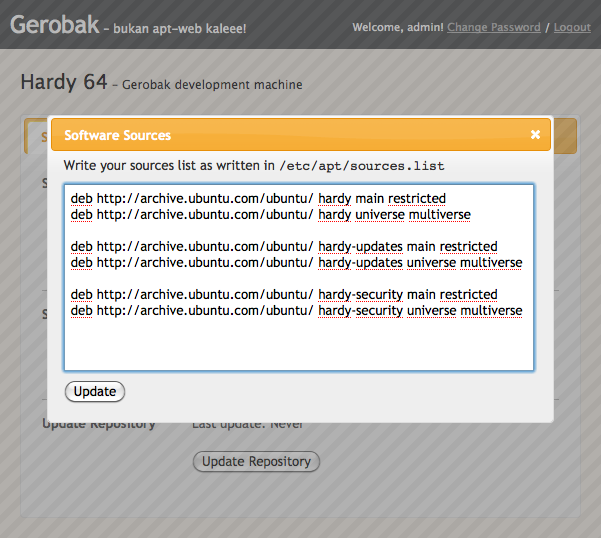 Gerobak – bukan apt-web kaleee!
Welcome, admin! Change Password / Logout
Hardy 64 – Gerobak development machine
S
Software Sources
Write your sources list as written in /etc/apt/sources.list
S
deb http://archive.ubuntu.com/ubuntu/ hardy main restricted
deb http://archive.ubuntu.com/ubuntu/ hardy universe multiverse
deb http://archive.ubuntu.com/ubuntu/ hardy-updates main restricted
deb http://archive.ubuntu.com/ubuntu/ hardy-updates universe multiverse
deb http://archive.ubuntu.com/ubuntu/ hardy-security main restricted
deb http://archive.ubuntu.com/ubuntu/ hardy-security universe multiverse
S
Update
Update Repository Last update: Never
Update Repository